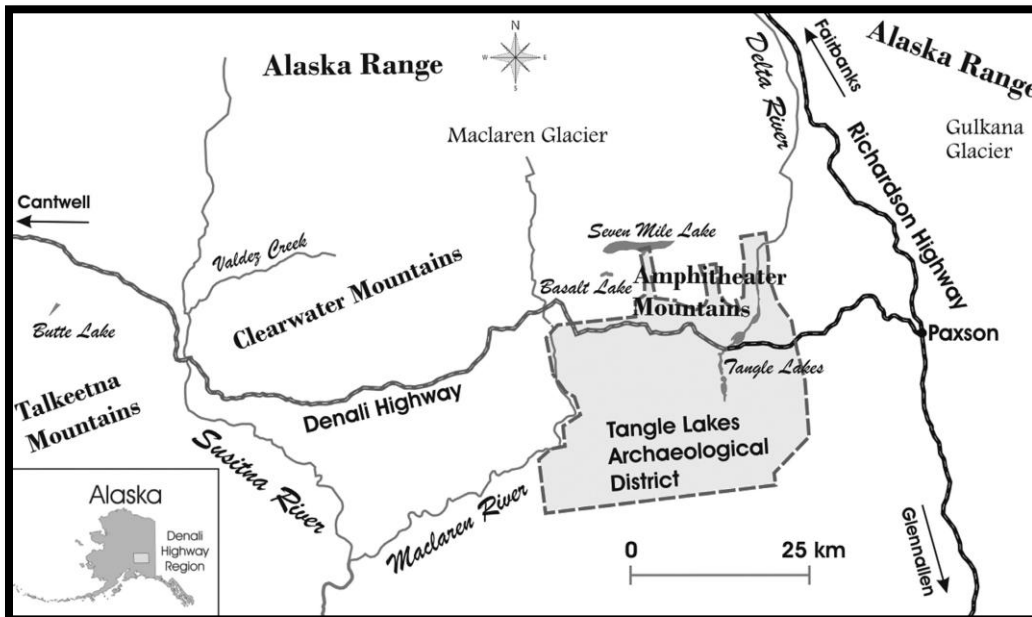 N
W
E
S
Alaska Range
Fairbanks
Alaska Range
Delta River
Maclaren Glacier
Gulkana
Glacier
Richardson Highway
Cantwell
Seven Mile Lake
Valdez Creek
Amphitheater
Mountains
Basalt Lake
Clearwater Mountains
Butte Lake
Paxson
Tangle Lakes
Talkeetna
Mountains
Denali Highway
Tangle Lakes
Archaeological
District
Susitna River
Maclaren River
Alaska
Denali
Highway
Region
0
25 km
Glennallen